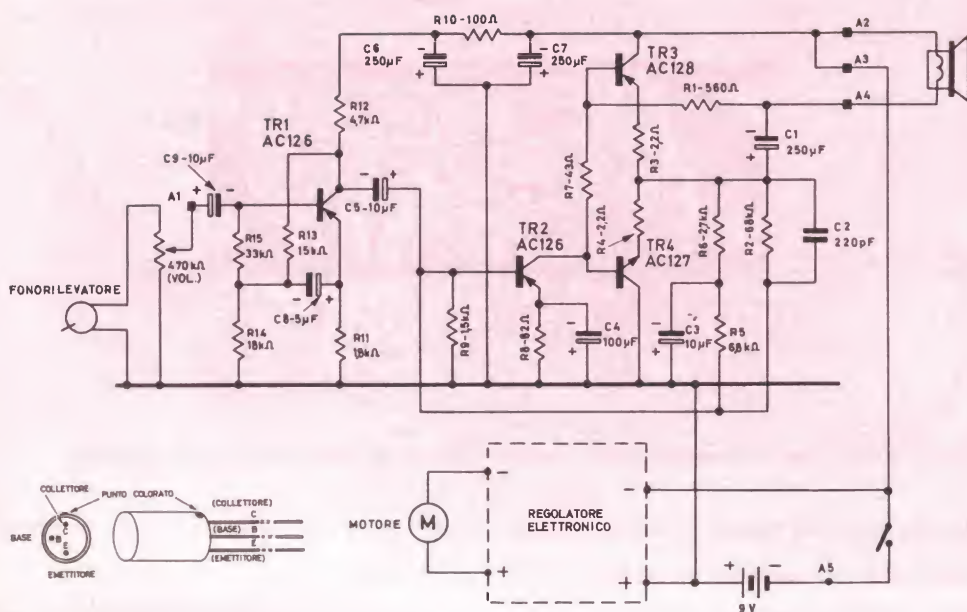 R10-100Ω
C6
250µF
-
+
C7
250µF
-
+
A2
A3
A4
TR3
AC128
R1-560Ω
R12
4,7kΩ
TR1
AC126
C9-10µF
A1
+
-
-
+
C5-10µF
R7-43Ω
R3-2,2Ω
R4-2,2Ω
-
+
C1
250µF
R6-2,7kΩ
R2-68kΩ
C2
220pF
R13
15kΩ
R15
33kΩ
TR2
AC126
TR4
AC127
470kΩ
(VOL.)
FONORILEVATORE
-
+
C8-5µF
R14
18kΩ
R11
1,8kΩ
R9-1,5kΩ
R8-82Ω
-
+
C4
100µF
-
+
C3
10µF
R5
6,8kΩ
COLLETTORE
PUNTO COLORATO
(COLLETTORE)
C
BASE
B
C
E
(BASE)
B
E
(EMETTITORE)
EMETTITORE
MOTORE
M
-
+
REGOLATORE
ELETTRONICO
-
+
+
-
A5
9 V